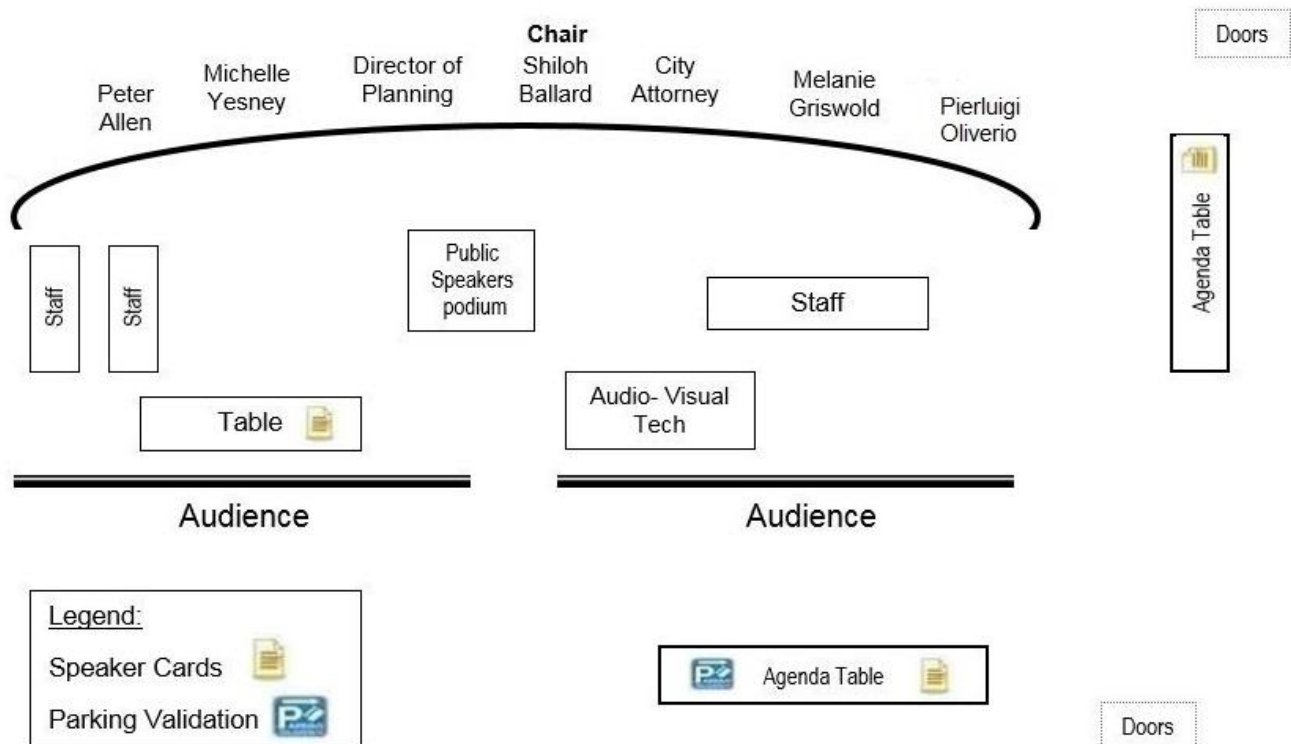 Doors
Chair
Shiloh
Ballard
Director of
Planning
City
Attorney
Michelle
Yesney
Melanie
Griswold
Peter
Allen
Pierluigi
Oliverio
Agenda Table
Staff
Staff
Public
Speakers
podium
Staff
Table
Audio- Visual
Tech
Audience
Audience
Legend:
Speaker Cards
Parking Validation
P
P
Agenda Table
Doors